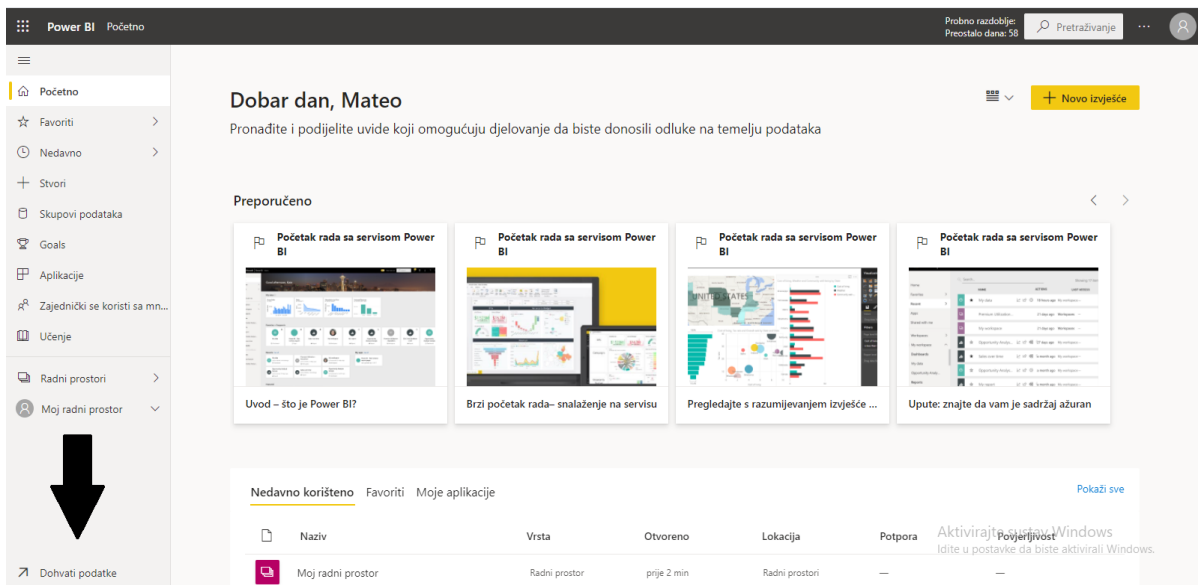 Power BI Početno
Probno razdoblje:
Preostalo dana: 58
Pretraživanje
Početno
Favoriti
Nedavno
Stvori
Skupovi podataka
Goals
Aplikacije
Zajednički se koristi sa mn...
Učenje
Radni prostori
Moj radni prostor
Dohvati podatke
Dobar dan, Mateo
Novo izvješće
Pronađite i podijelite uvide koji omogućuju djelovanje da biste donosili odluke na temelju podataka
Preporučeno
Početak rada sa servisom Power
BI
Uvod – što je Power BI?
Početak rada sa servisom Power
BI
Brzi početak rada– snalaženje na servisu
Početak rada sa servisom Power
BI
UNITED STATES
Pregledajte s razumijevanjem izvješće ...
Početak rada sa servisom Power
BI
Upute: znajte da vam je sadržaj ažuran
Nedavno korišteno Favoriti Moje aplikacije
Pokaži sve
Naziv Vrsta Otvoreno Lokacija Potpora Povjerljivost
Moj radni prostor Radni prostor prije 2 min Radni prostori — —
Aktivirajte sustav Windows
Idite u postavke da biste aktivirali Windows.